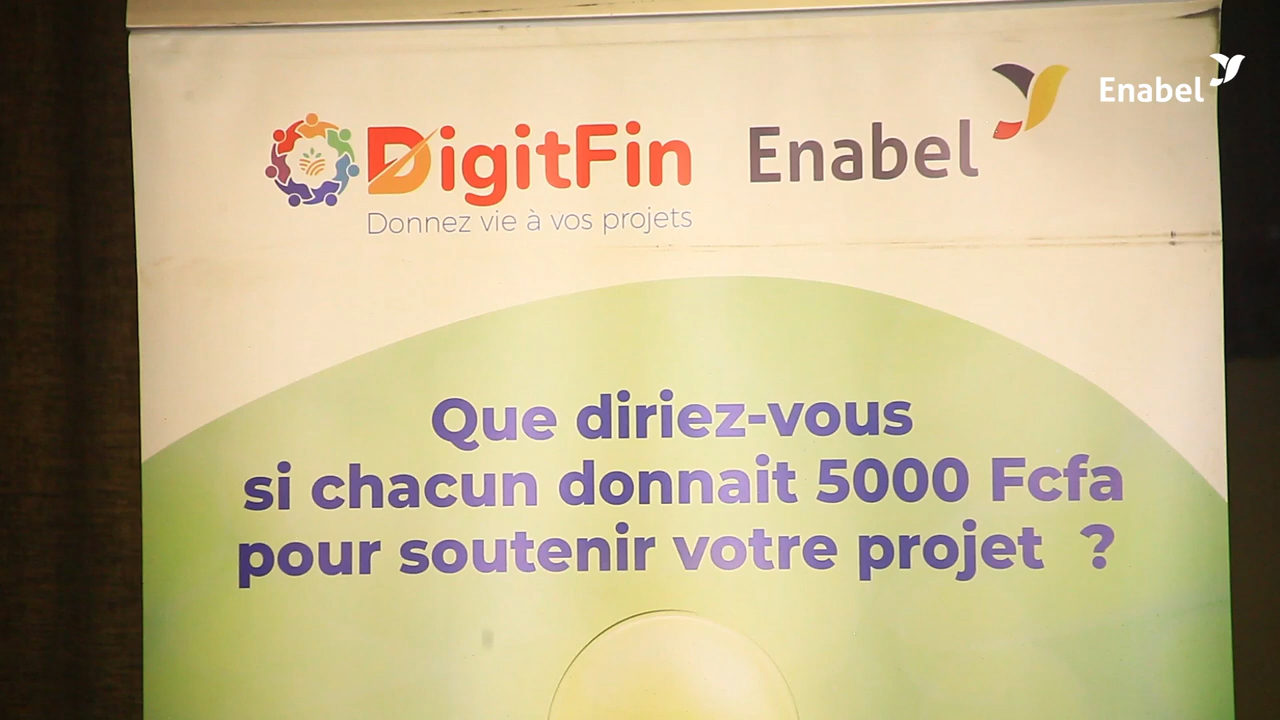 DigitFin
Donnez vie à vos projets
Enabel
Enabel
Que diriez-vous
si chacun donnait 5000 Fcfa
pour soutenir votre projet ?